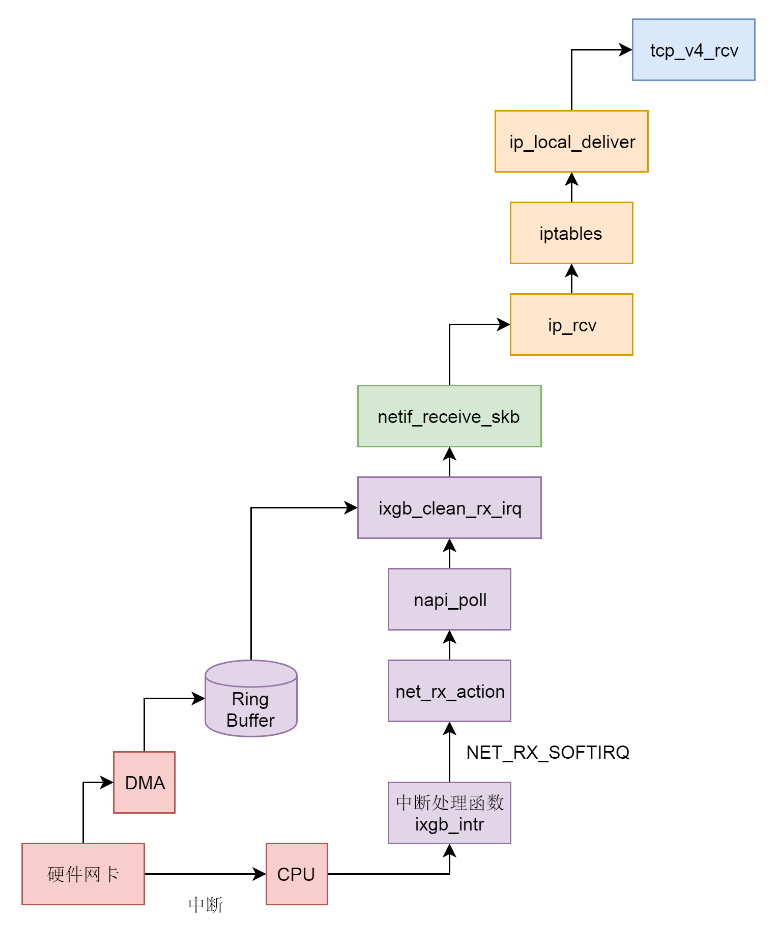 tcp_v4_rcv
ip_local_deliver
iptables
ip_rcv
netif_receive_skb
ixgb_clean_rx_irq
napi_poll
Ring
Buffer
net_rx_action
NET_RX_SOFTIRQ
DMA
中断处理函数
ixgb_intr
硬件网卡
CPU
中断